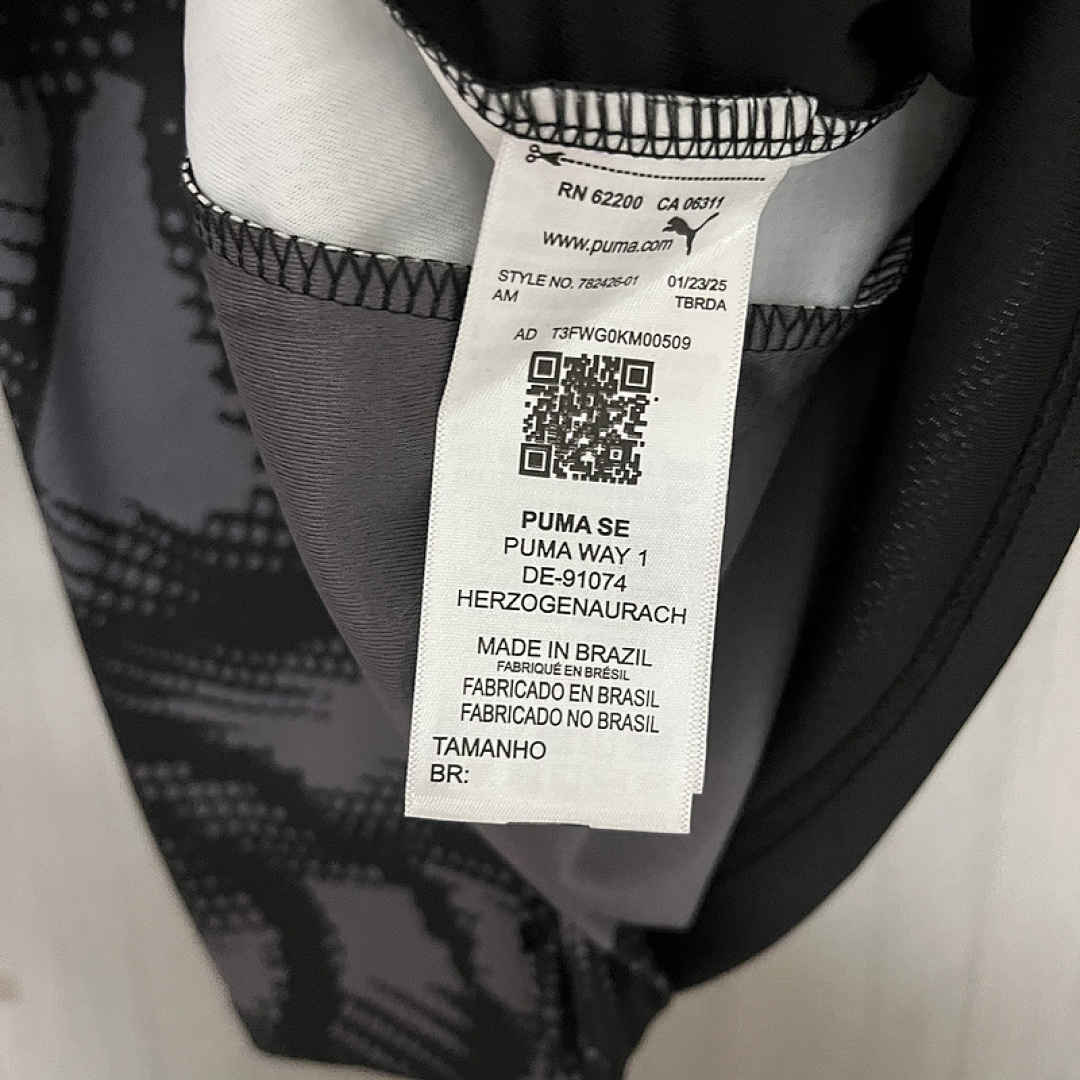 RN 62200 CA 06311
www.puma.com
STYLE NO. 782426-01 01/23/25
AM TBRDA
AD T3FWG0KM00509
PUMA SE
PUMA WAY 1
DE-91074
HERZOGENAURACH
MADE IN BRAZIL
FABRIQUÉ EN BRÉSIL
FABRICADO EN BRASIL
FABRICADO NO BRASIL
TAMANHO
BR: